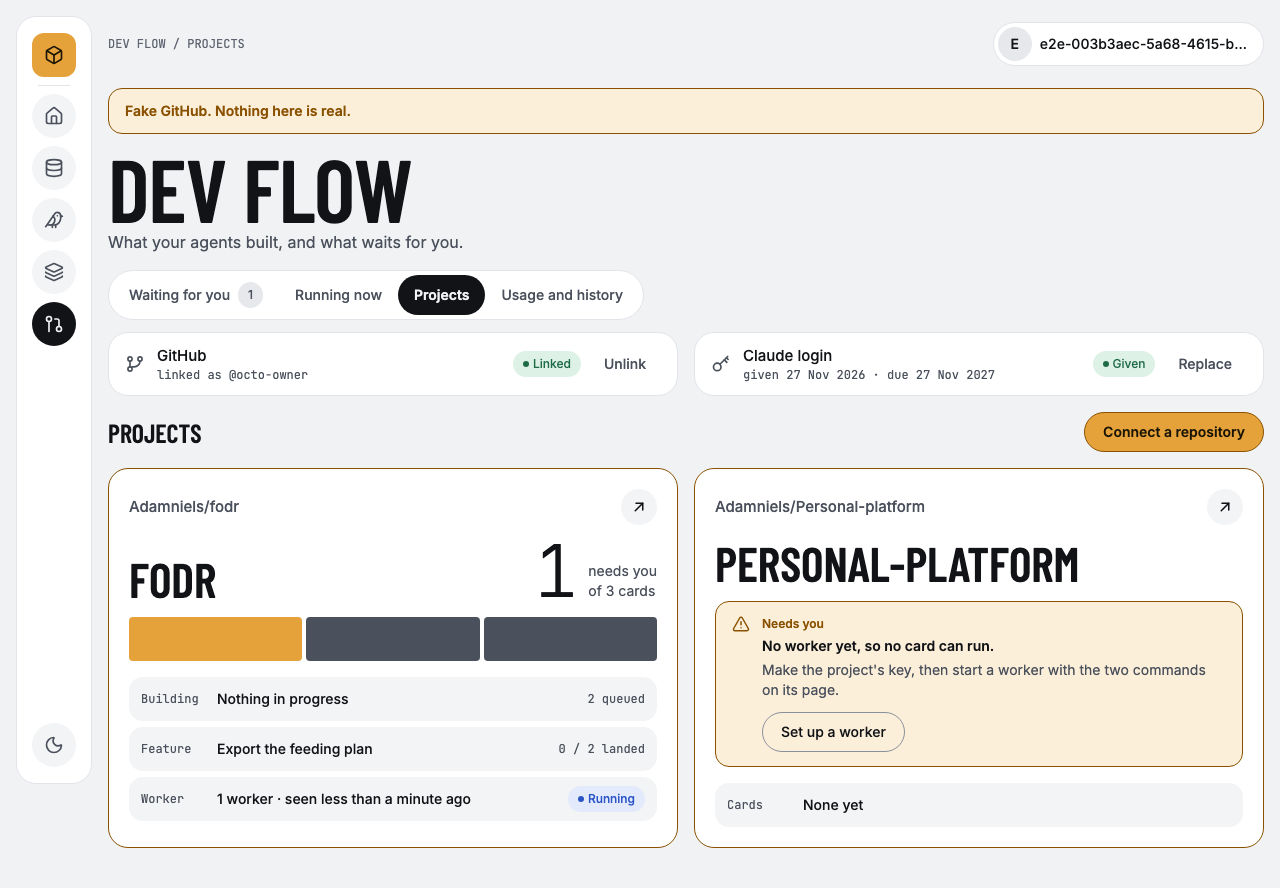 DEV FLOW / PROJECTS
E
e2e-003b3aec-5a68-4615-b...
Fake GitHub. Nothing here is real.
DEV FLOW
What your agents built, and what waits for you.
Waiting for you 1
Running now
Projects
Usage and history
GitHub
linked as @octo-owner
Linked
Unlink
Claude login
given 27 Nov 2026 · due 27 Nov 2027
Given
Replace
PROJECTS
Connect a repository
Adamniels/fodr
FODR
1
needs you
of 3 cards
Building Nothing in progress 2 queued
Feature Export the feeding plan 0 / 2 landed
Worker 1 worker · seen less than a minute ago Running
Adamniels/Personal-platform
PERSONAL-PLATFORM
Needs you
No worker yet, so no card can run.
Make the project's key, then start a worker with the two commands
on its page.
Set up a worker
Cards None yet